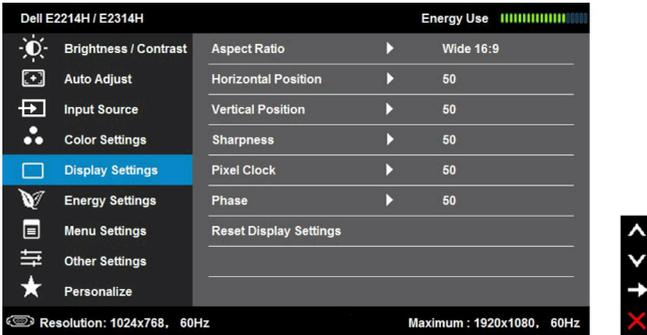 Dell E2214H / E2314H Energy Use
Brightness / Contrast Aspect Ratio Wide 16:9
Auto Adjust Horizontal Position 50
Input Source Vertical Position 50
Color Settings Sharpness 50
Display Settings Pixel Clock 50
Energy Settings Phase 50
Menu Settings Reset Display Settings
Other Settings
Personalize
Resolution: 1024x768, 60Hz Maximum : 1920x1080, 60Hz